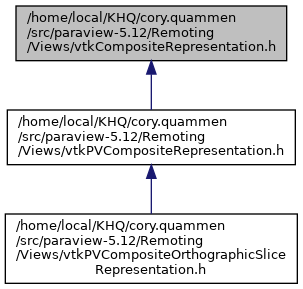 /home/local/KHQ/cory.quammen
/src/paraview-5.12/Remoting
/Views/vtkCompositeRepresentation.h
/home/local/KHQ/cory.quammen
/src/paraview-5.12/Remoting
/Views/vtkPVCompositeRepresentation.h
/home/local/KHQ/cory.quammen
/src/paraview-5.12/Remoting
/Views/vtkPVCompositeOrthographicSlice
Representation.h